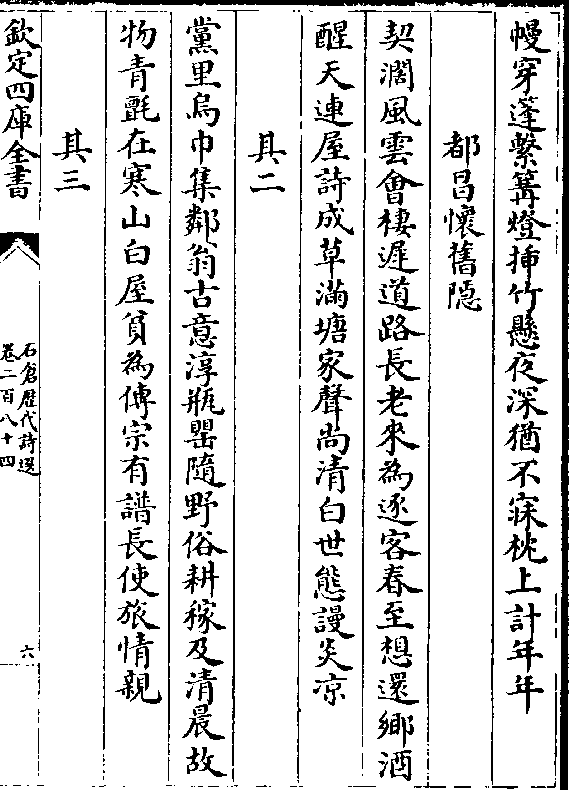 幔穿蓬繫篝燈揷竹懸夜深猶不寐枕上計年年
都昌懷舊隠
契濶風雲會棲遲道路長老來為逐客春至想還鄉酒
醒天連屋詩成草滿塘家聲尚清白世態謾炎凉
其二
黨里烏巾集鄰翁古意淳瓶罌隨野俗耕稼及清晨故
物青氊在寒山白屋貧為傳宗有譜長使旅情親
其三
欽定四庫全書
石倉歴代詩選
卷二百八十四
六